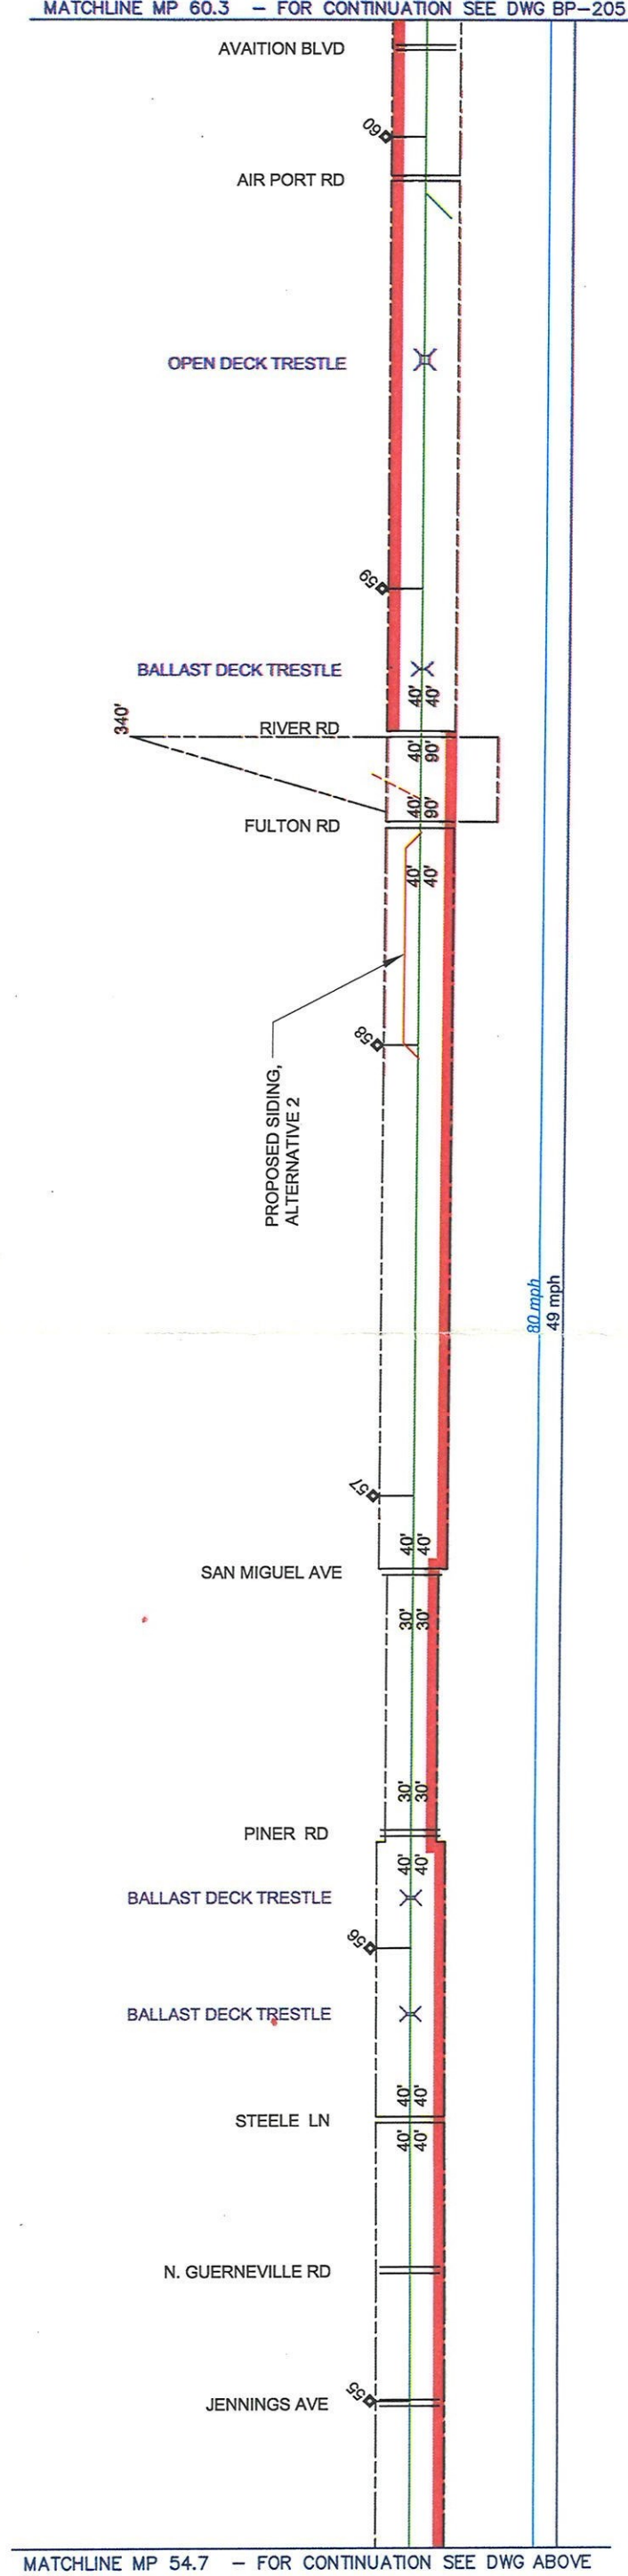 MATCHLINE MP 60.3 - FOR CONTINUATION SEE DWG BP-205
AVAITION BLVD
60
AIR PORT RD
OPEN DECK TRESTLE
59
BALLAST DECK TRESTLE
40' 40'
340'
RIVER RD
40' 90'
40' 90'
FULTON RD
40' 40'
58
PROPOSED SIDING,
ALTERNATIVE 2
80 mph
49 mph
57
40' 40'
SAN MIGUEL AVE
30' 30'
30' 30'
PINER RD
40' 40'
BALLAST DECK TRESTLE
56
BALLAST DECK TRESTLE
40' 40'
STEELE LN
40' 40'
N. GUERNEVILLE RD
55
JENNINGS AVE
MATCHLINE MP 54.7 - FOR CONTINUATION SEE DWG ABOVE